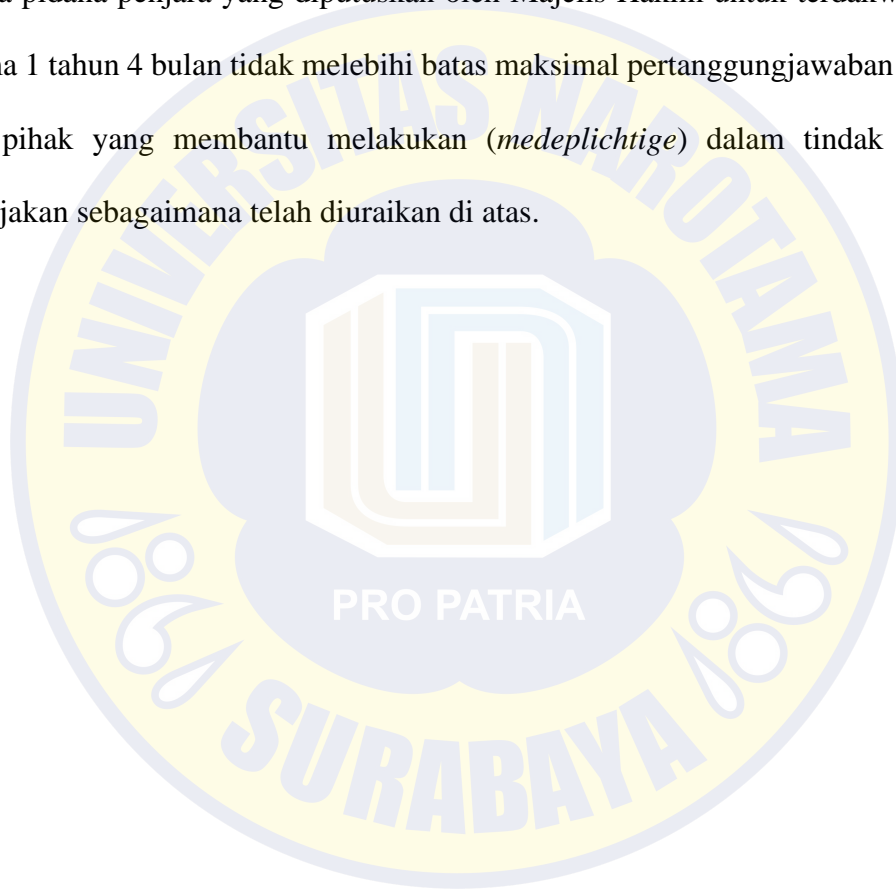 pidana penjara yang diputuskan oleh Majelis Hakim untuk
1 tahun 4 bulan tidak melebihi batas maksimal pertanggungjawaban
pihak yang membantu melakukan (medeplichtige) dalam tindak
jakan sebagaimana telah diuraikan di atas.
UNIVERSITAS NAROTAMA
PRO PATRIA
SURABAYA